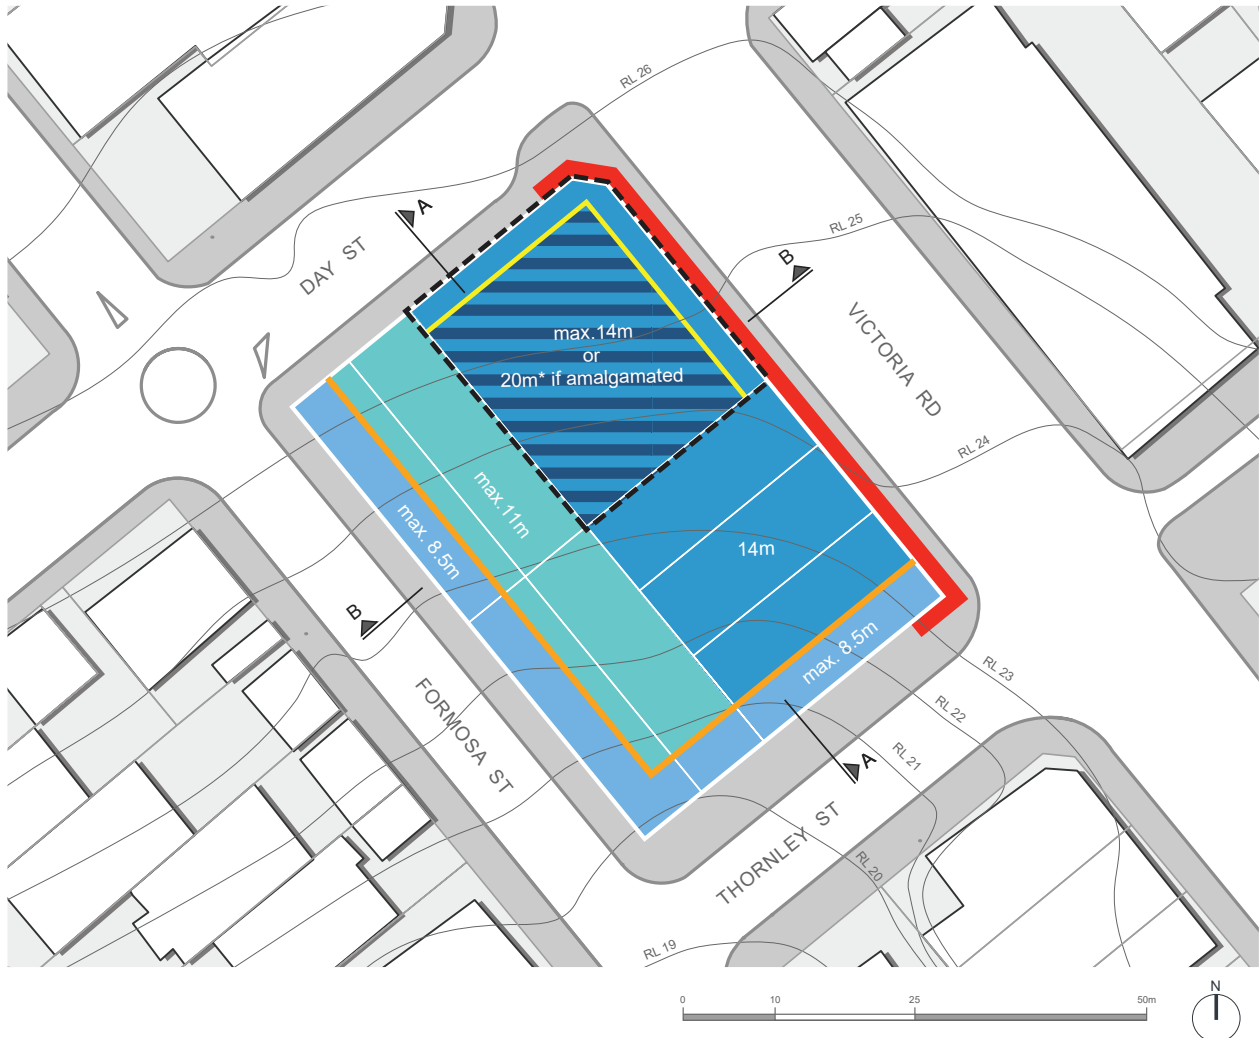 RL 26
A
DAY ST
RL 25
B
VICTORIA RD
max.14m
or
20m* if amalgamated
RL 24
max.11m
max. 8.5m
14m
B
max. 8.5m
RL 23
FORMOSA ST
RL 22
RL 21
A
THORNLEY ST
RL 20
RL 19
N
0 10 25 50m